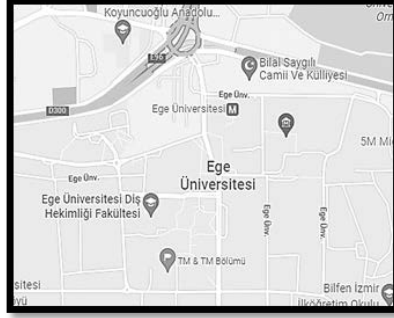 Koyuncuoğlu Anadolu...
E96
Bilal Saygılı
Camii Ve Külliyesi
D300
Ege Ünv.
Ege Üniversitesi M
5M Mi
Ege Ünv.
Ege
Üniversitesi
Ege Üniversitesi Diş
Hekimliği Fakültesi
Ege Ünv.
Ege Ünv.
TM & TM Bölümü
sitesi
Bilfen İzmir
İlköğretim Okulu